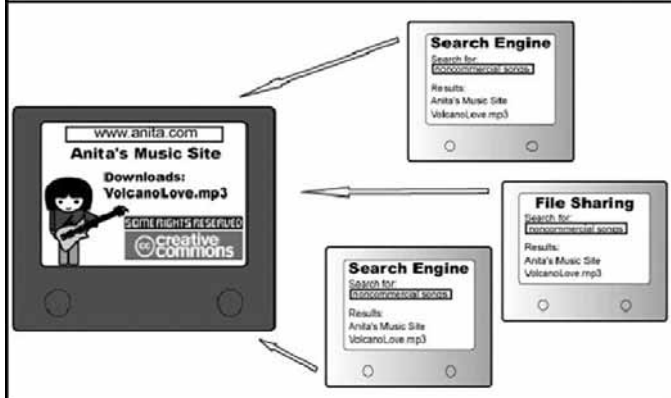 www.anita.com
Anita's Music Site
Downloads:
VolcanoLove.mp3
SOME RIGHTS RESERVED
cc creative
commons
Search Engine
Search for:
noncommercial songs
Results:
Anita's Music Site
VolcanoLove.mp3
File Sharing
Search for:
noncommercial songs
Results:
Anita's Music Site
VolcanoLove.mp3
Search Engine
Search for:
noncommercial songs
Results:
Anita's Music Site
VolcanoLove.mp3